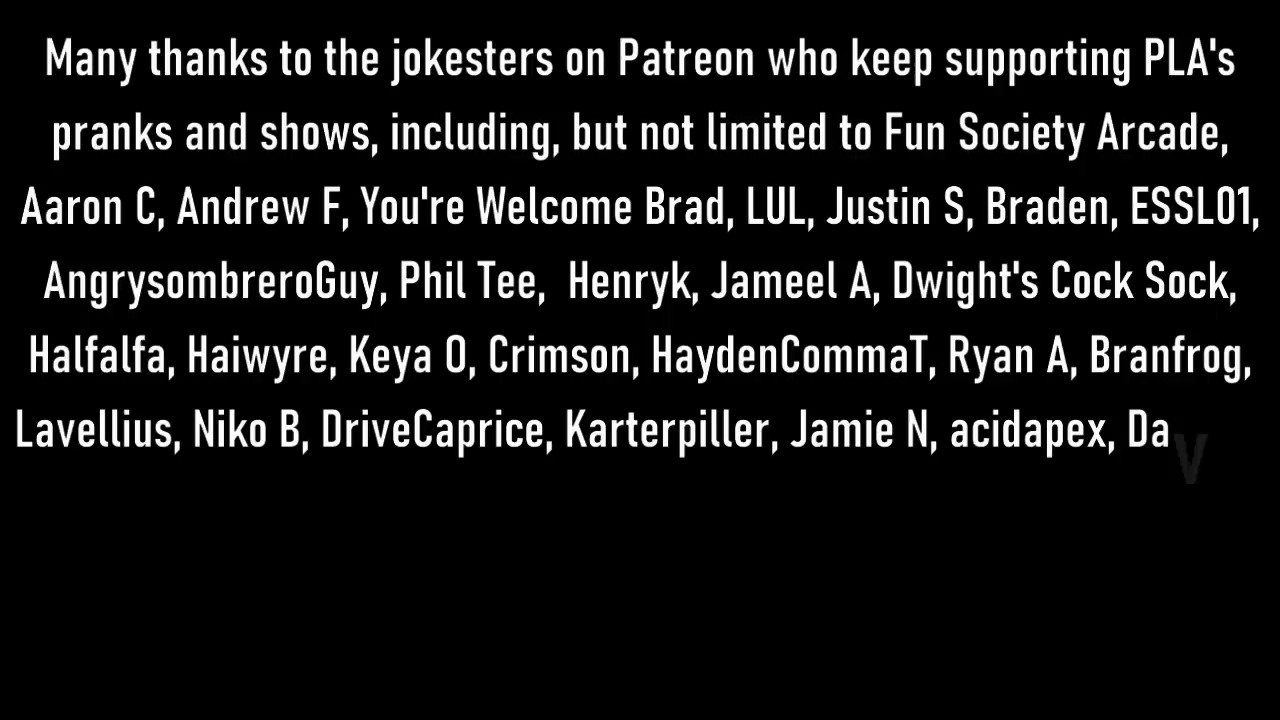 Many thanks to the jokesters on Patreon who keep supporting PLA's
pranks and shows, including, but not limited to Fun Society Arcade,
Aaron C, Andrew F, You're Welcome Brad, LUL, Justin S, Braden, ESSL01,
AngrysombreroGuy, Phil Tee,  Henryk, Jameel A, Dwight's Cock Sock,
Halfalfa, Haiwyre, Keya O, Crimson, HaydenCommaT, Ryan A, Branfrog,
Lavellius, Niko B, DriveCaprice, Karterpiller, Jamie N, acidapex, Dav